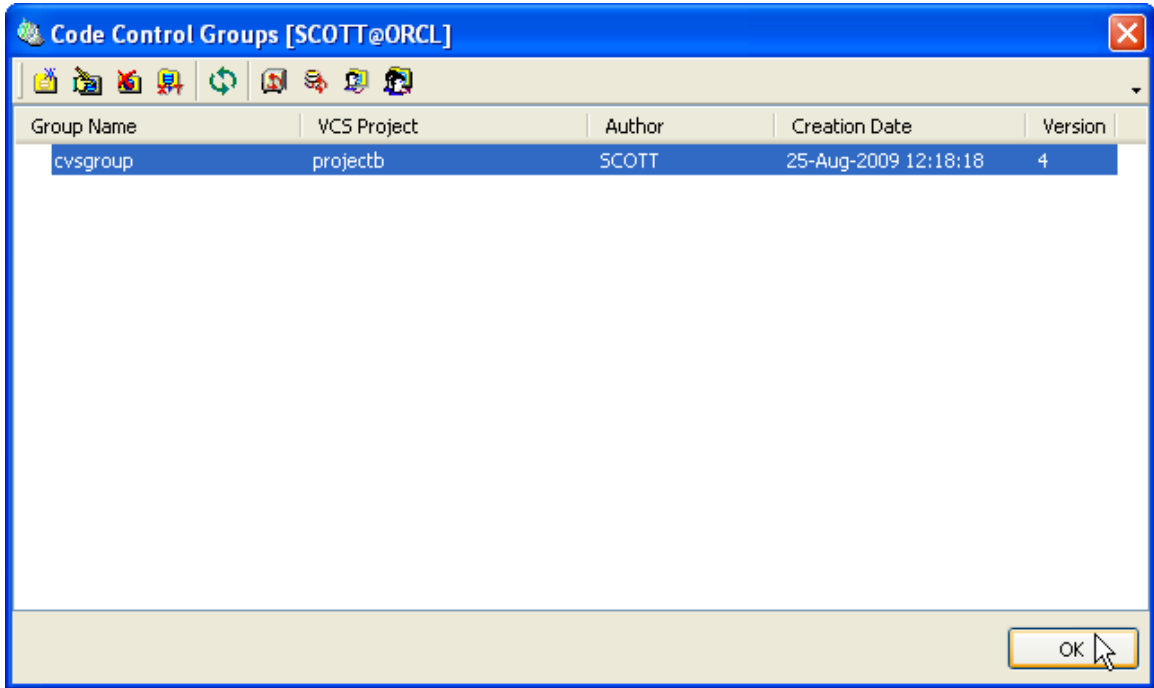 Code Control Groups [SCOTT@ORCL]
Group Name VCS Project Author Creation Date Version
cvsgroup projectb SCOTT 25-Aug-2009 12:18:18 4
OK